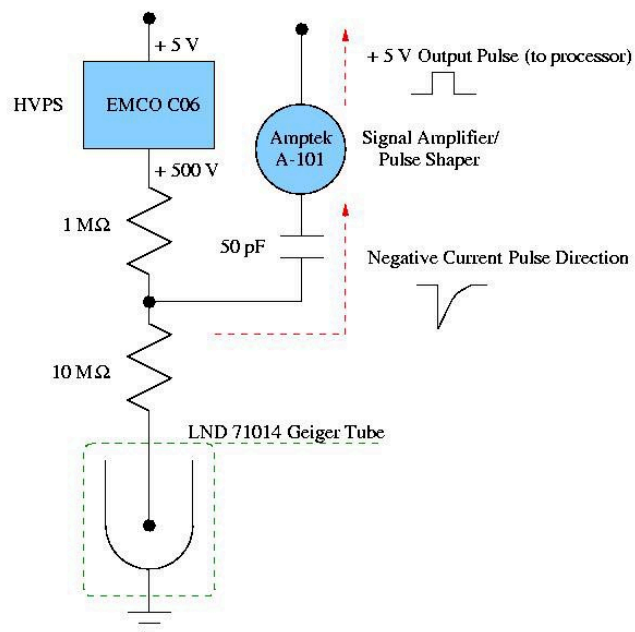 + 5 V
+ 5 V Output Pulse (to processor)
HVPS
EMCO C06
Amptek
A-101
Signal Amplifier/
Pulse Shaper
+ 500 V
1 MΩ
50 pF
Negative Current Pulse Direction
10 MΩ
LND 71014 Geiger Tube